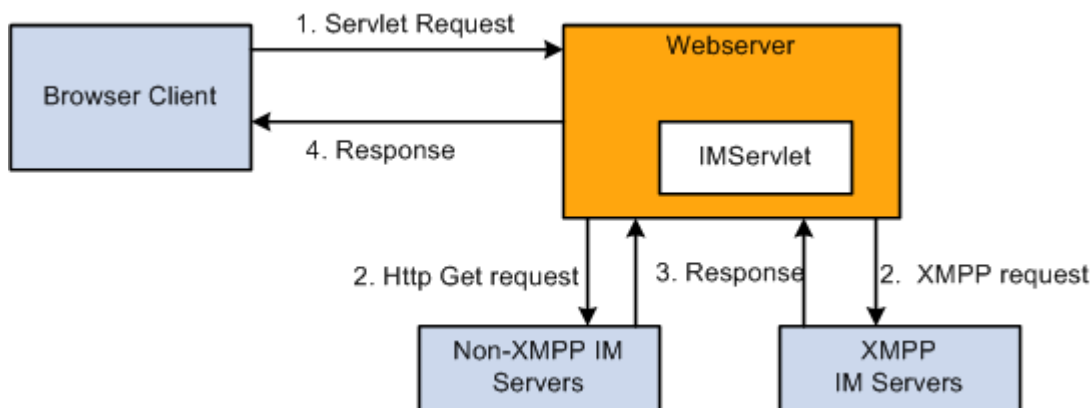 1. Servlet Request
Webserver
Browser Client
4. Response
IMServlet
2. Http Get request
3. Response
2. XMPP request
Non-XMPP IM
Servers
XMPP
IM Servers